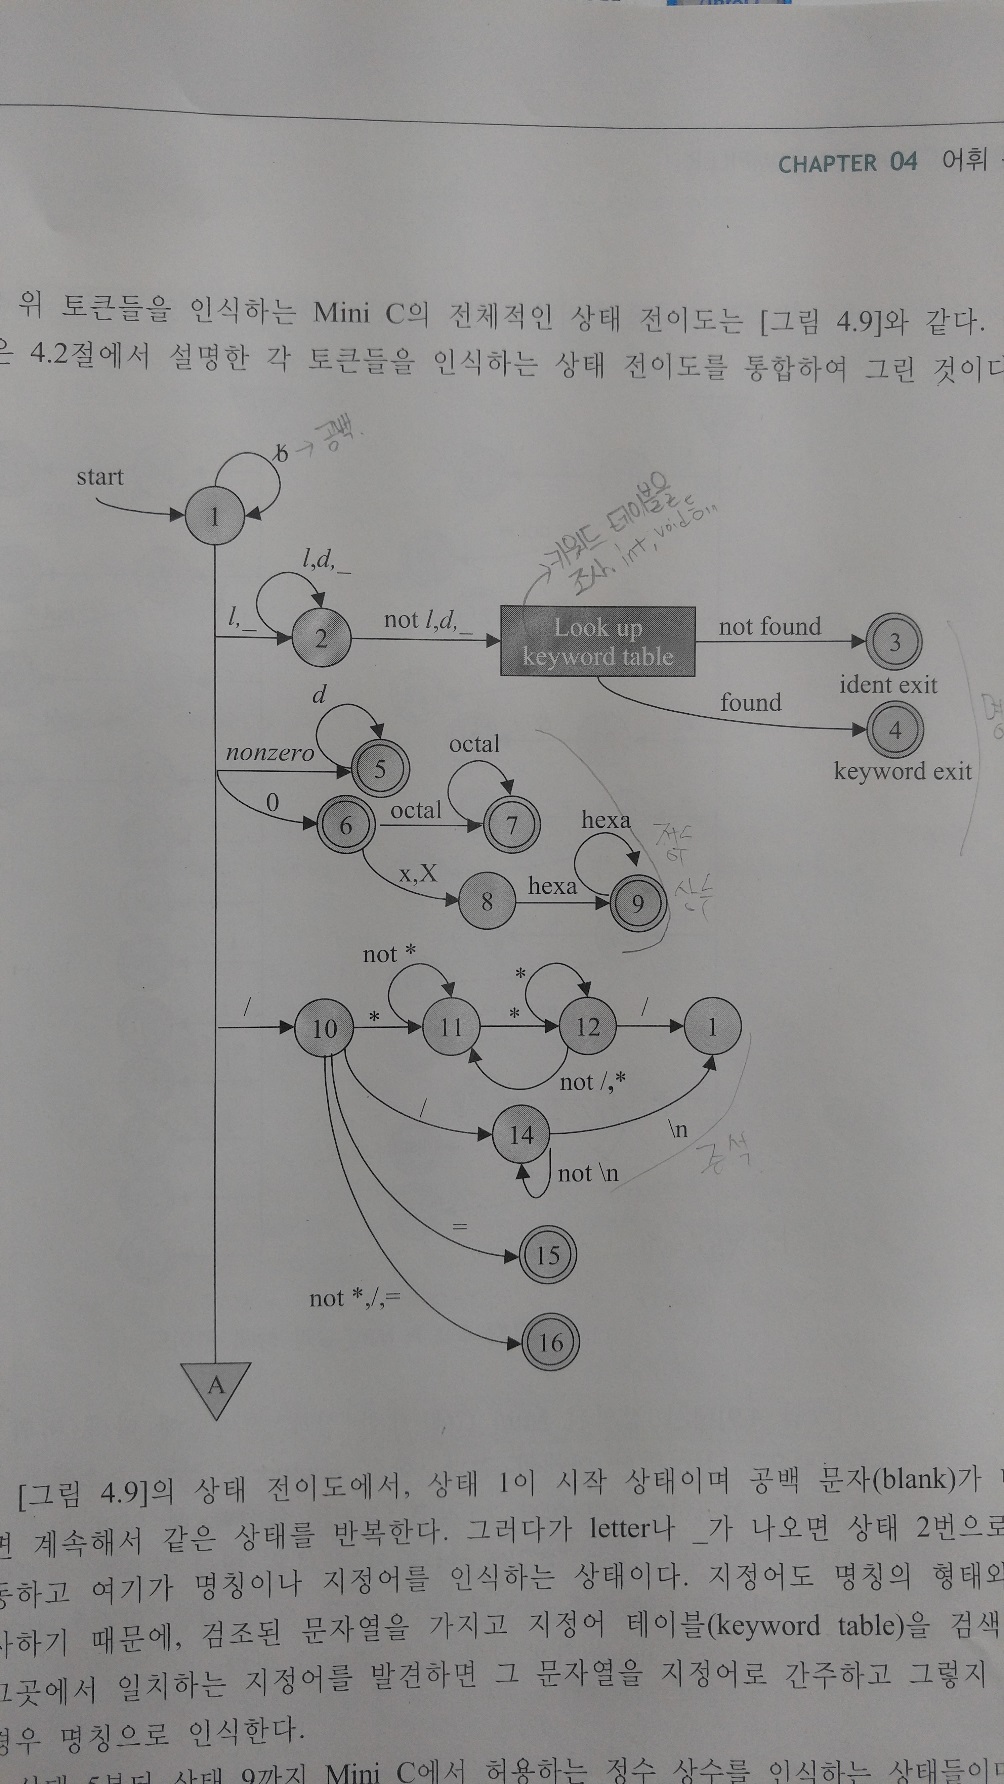 CHAPTER 04 어휘
위 토큰들을 인식하는 Mini C의 전체적인 상태 전이도는 [그림 4.9]와 같다.
은 4.2절에서 설명한 각 토큰들을 인식하는 상태 전이도를 통합하여 그린 것이다
b → 공백.
start
1
키워드 테이블을
조사. int, void 등
l,d,_
l,_
2
not l,d,_
Look up
keyword table
not found
3
ident exit
found
4
keyword exit
d
nonzero
5
octal
0
6
octal
7
hexa
정수
상수
x,X
8
hexa
9
not *
*
/
10
*
11
*
12
/
1
not /,*
/
14
\n
주석
not \n
=
15
not *,/,=
16
A
[그림 4.9]의 상태 전이도에서, 상태 1이 시작 상태이며 공백 문자(blank)가
면 계속해서 같은 상태를 반복한다. 그러다가 letter나 _가 나오면 상태 2번으로
동하고 여기가 명칭이나 지정어를 인식하는 상태이다. 지정어도 명칭의 형태와
사하기 때문에, 검조된 문자열을 가지고 지정어 테이블(keyword table)을 검색
그곳에서 일치하는 지정어를 발견하면 그 문자열을 지정어로 간주하고 그렇지
경우 명칭으로 인식한다.
상태 5부터 상태 9까지 Mini C에서 허용하는 정수 상수를 인식하는 상태들이